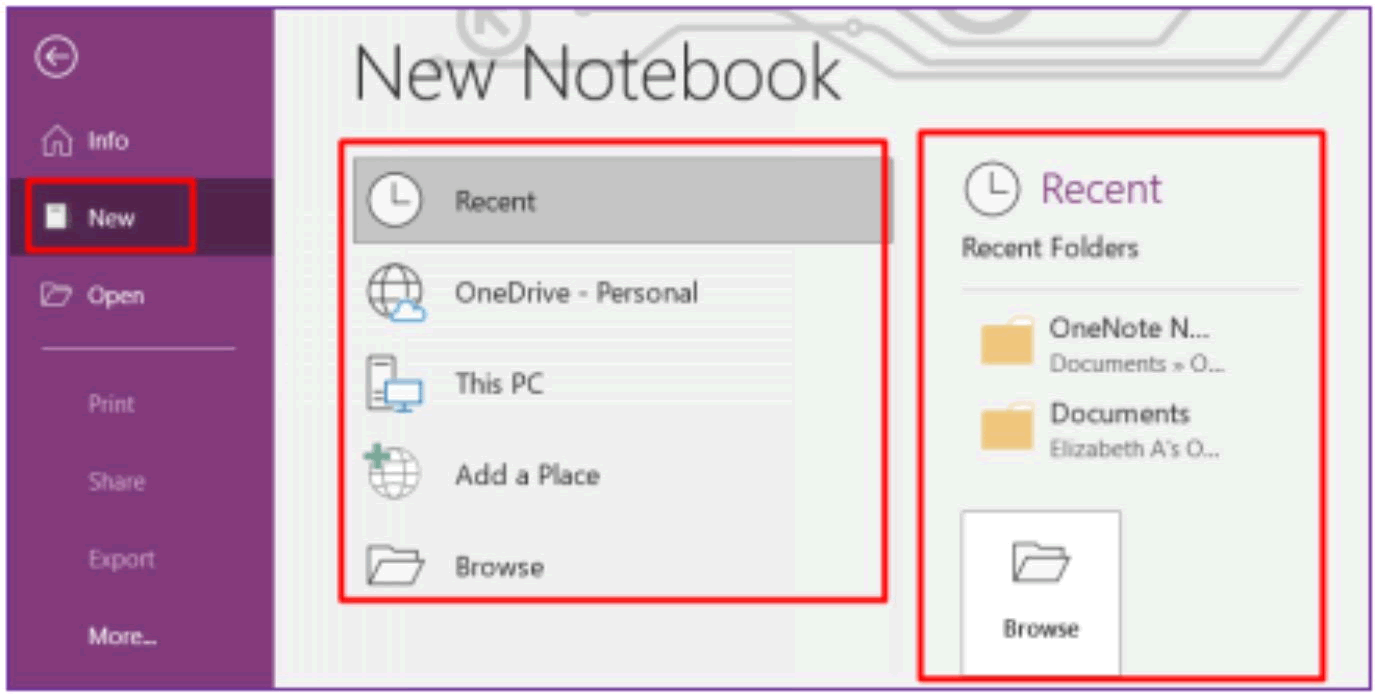 New Notebook
Info
New
Open
Print
Share
Export
More...
Recent
OneDrive - Personal
This PC
Add a Place
Browse
Recent
Recent Folders
OneNote N...
Documents » O...
Documents
Elizabeth A's O...
Browse